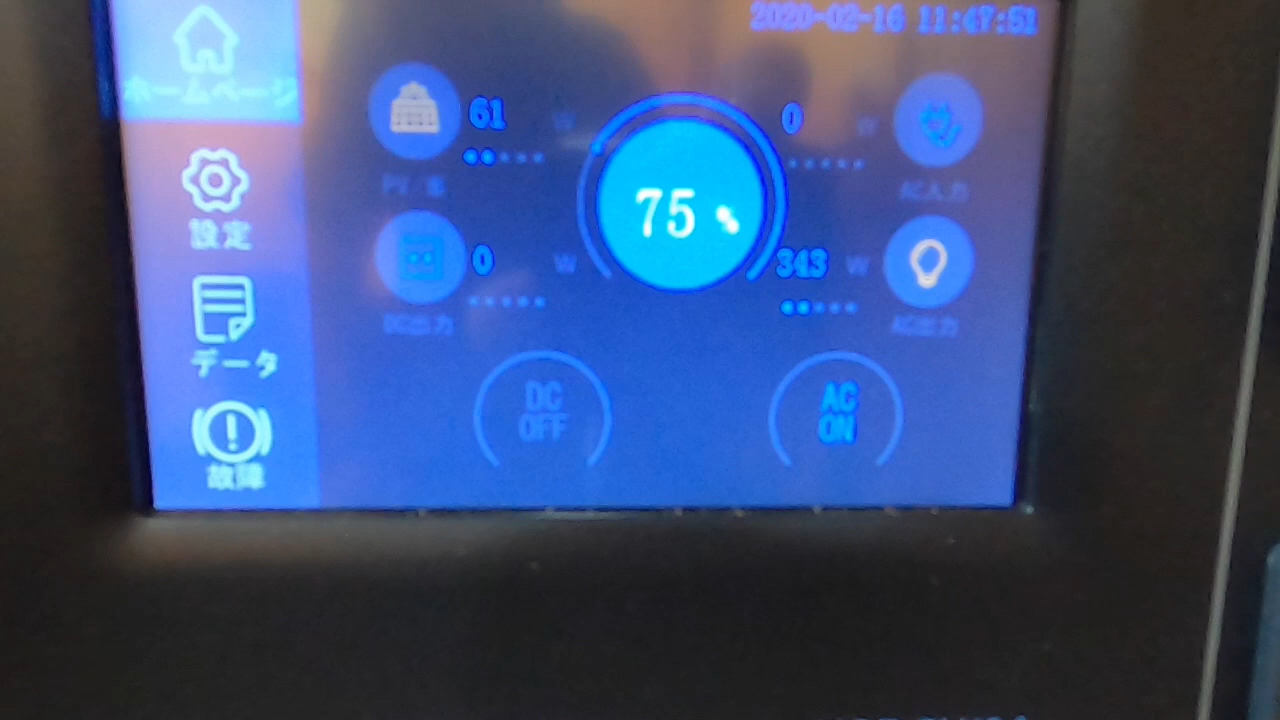 2020-02-16 11:47:51
ホームページ
61 W
0 W
PV/車
AC入力
75 %
設定
0 W
343 W
DC出力
AC出力
データ
DC
OFF
AC
ON
故障